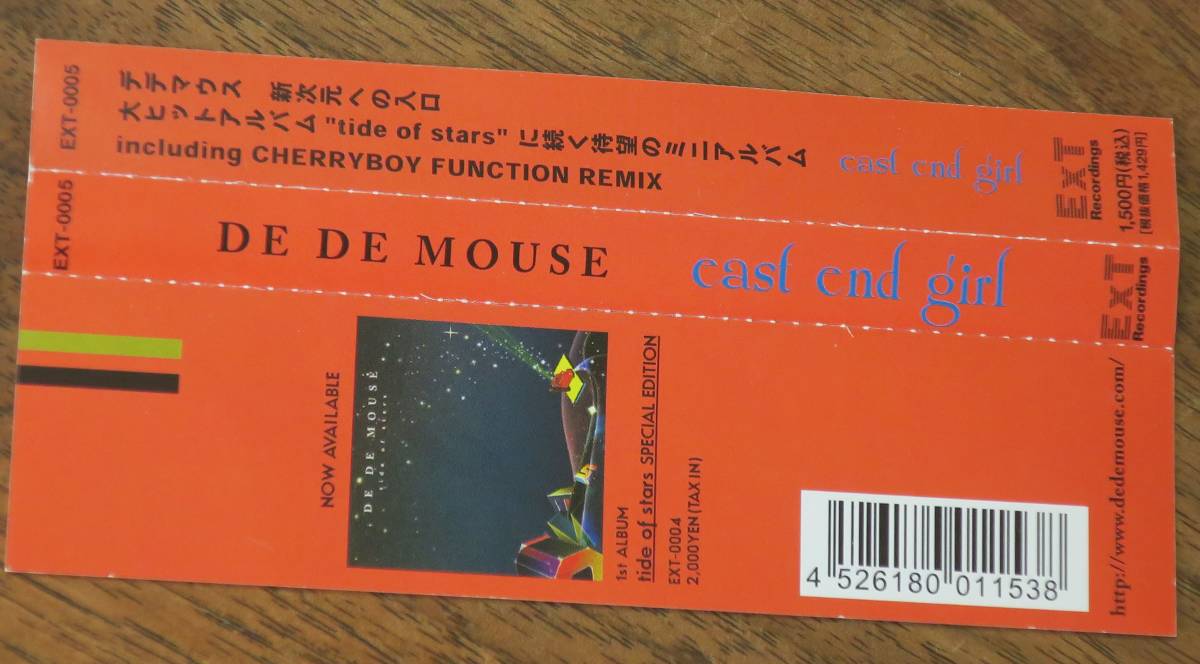 EXT-0005
デデマウス 新次元への入口
大ヒットアルバム"tide of stars" に続く待望のミニアルバム
including CHERRYBOY FUNCTION REMIX
east end girl
ExT
Recordings
1,500円(税込)
[税抜価格1,429円]
EXT-0005
DE DE MOUSE
east end girl
ExT
Recordings
NOW AVAILABLE
DE DE MOUSE
tide of stars
1st ALBUM
tide of stars SPECIAL EDITION
EXT-0004
2,000YEN(TAX IN)
4 526180 011538
http://www.dedemouse.com/